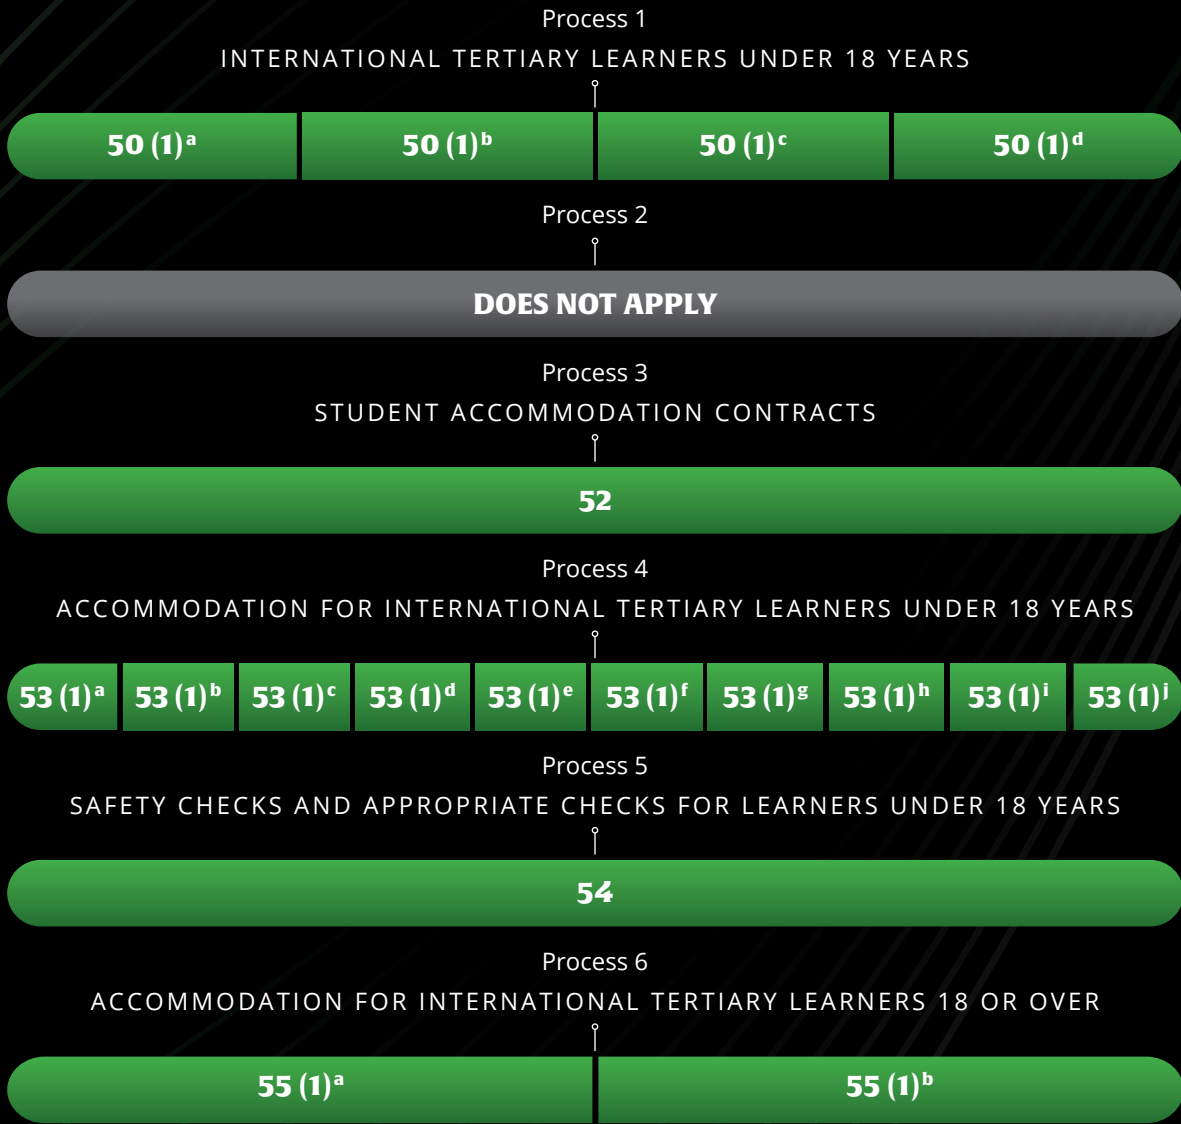 Process 1
INTERNATIONAL TERTIARY LEARNERS UNDER 18 YEARS
50 (1)ᵃ 50 (1)ᵇ 50 (1)ᶜ 50 (1)ᵈ
Process 2
DOES NOT APPLY
Process 3
STUDENT ACCOMMODATION CONTRACTS
52
Process 4
ACCOMMODATION FOR INTERNATIONAL TERTIARY LEARNERS UNDER 18 YEARS
53 (1)ᵃ 53 (1)ᵇ 53 (1)ᶜ 53 (1)ᵈ 53 (1)ᵉ 53 (1)ᶠ 53 (1)ᵍ 53 (1)ʰ 53 (1)ⁱ 53 (1)ʲ
Process 5
SAFETY CHECKS AND APPROPRIATE CHECKS FOR LEARNERS UNDER 18 YEARS
54
Process 6
ACCOMMODATION FOR INTERNATIONAL TERTIARY LEARNERS 18 OR OVER
55 (1)ᵃ 55 (1)ᵇ